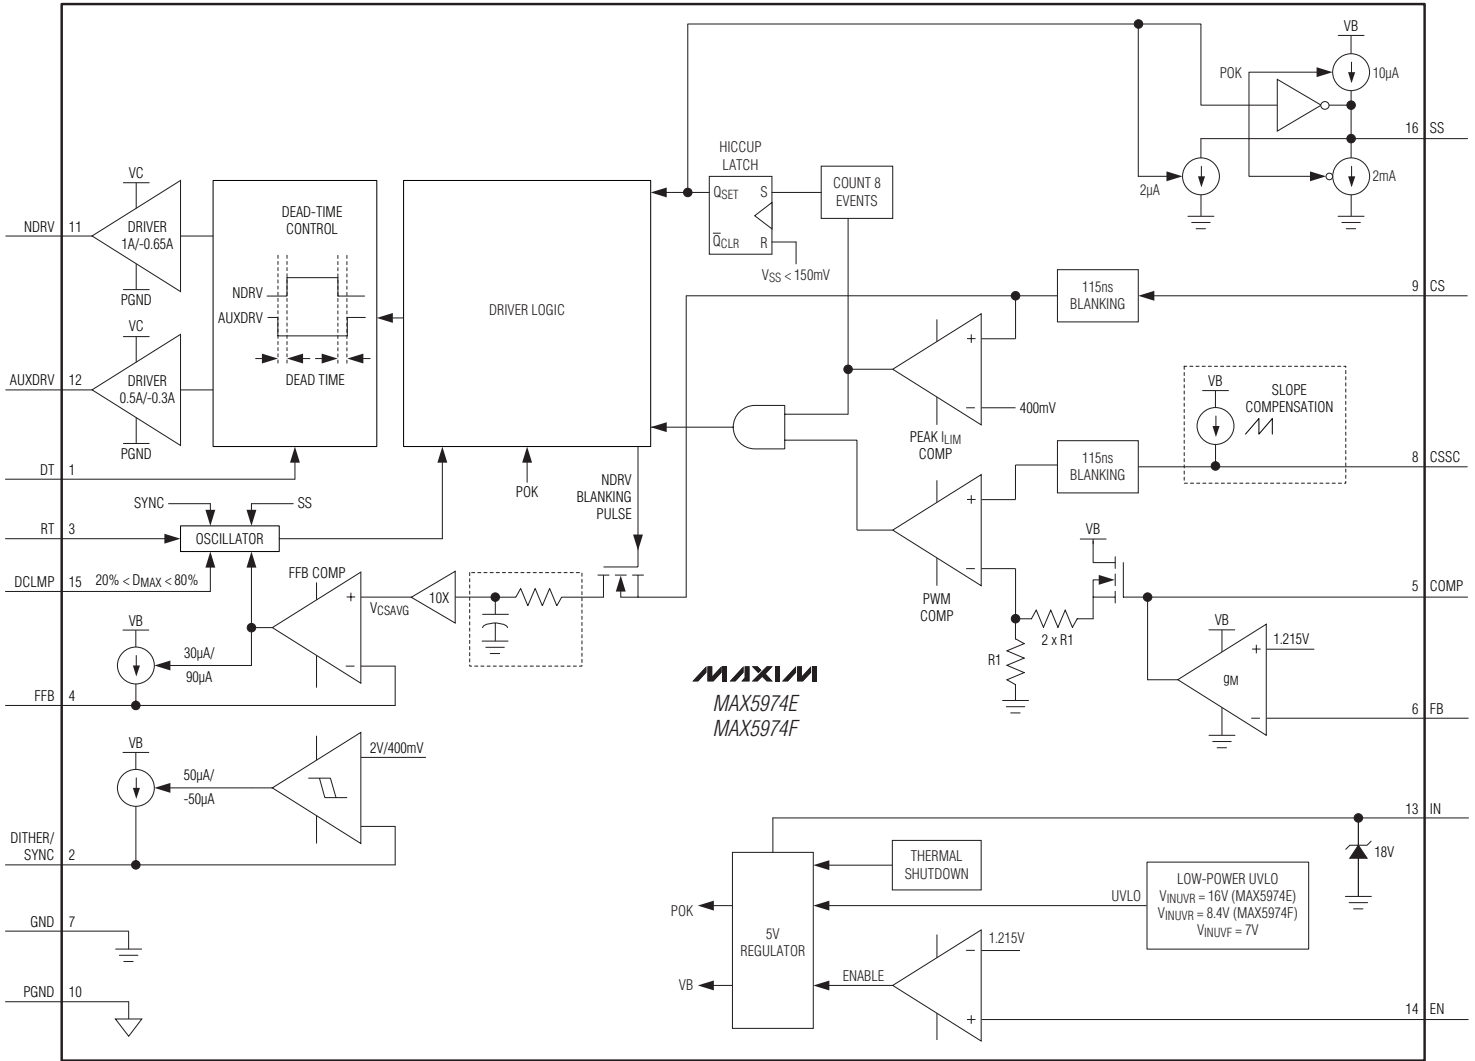 VB
POK
10µA
16 SS
2µA
2mA
HICCUP
LATCH
QSET
S
Q̅CLR
R
COUNT 8
EVENTS
VSS < 150mV
VC
NDRV 11
DRIVER
1A/-0.65A
PGND
DEAD-TIME
CONTROL
NDRV
AUXDRV
DEAD TIME
DRIVER LOGIC
115ns
BLANKING
9 CS
VC
AUXDRV 12
DRIVER
0.5A/-0.3A
PGND
+
−
400mV
PEAK ILIM
COMP
VB
SLOPE
COMPENSATION
115ns
BLANKING
8 CSSC
DT 1
SYNC
SS
RT 3
OSCILLATOR
POK
NDRV
BLANKING
PULSE
DCLMP 15
20% < DMAX < 80%
FFB COMP
+
−
VCSAVG
10X
+
−
PWM
COMP
VB
5 COMP
2 x R1
R1
VB
30µA/
90µA
FFB 4
VB
1.215V
+
gM
−
6 FB
MAXIM
MAX5974E
MAX5974F
VB
50µA/
-50µA
2V/400mV
DITHER/
SYNC 2
13 IN
18V
THERMAL
SHUTDOWN
LOW-POWER UVLO
VINUVR = 16V (MAX5974E)
VINUVR = 8.4V (MAX5974F)
VINUVF = 7V
UVLO
POK
5V
REGULATOR
VB
ENABLE
1.215V
−
+
14 EN
GND 7
PGND 10